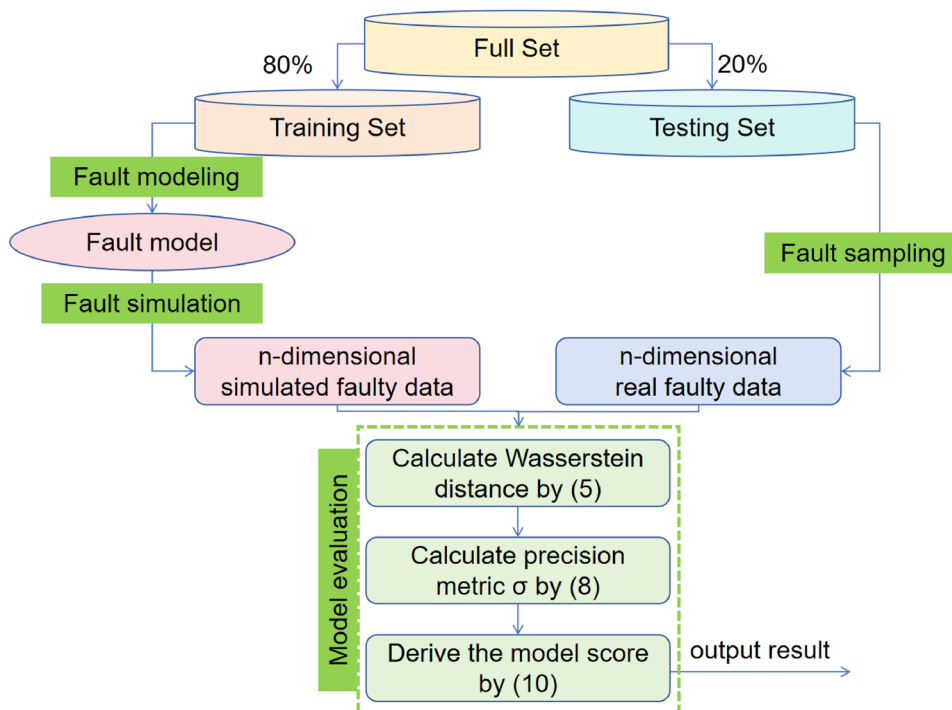 Full Set
80%
20%
Training Set
Testing Set
Fault modeling
Fault model
Fault sampling
Fault simulation
n-dimensional
simulated faulty data
n-dimensional
real faulty data
Model evaluation
Calculate Wasserstein
distance by (5)
Calculate precision
metric σ by (8)
Derive the model score
by (10)
output result